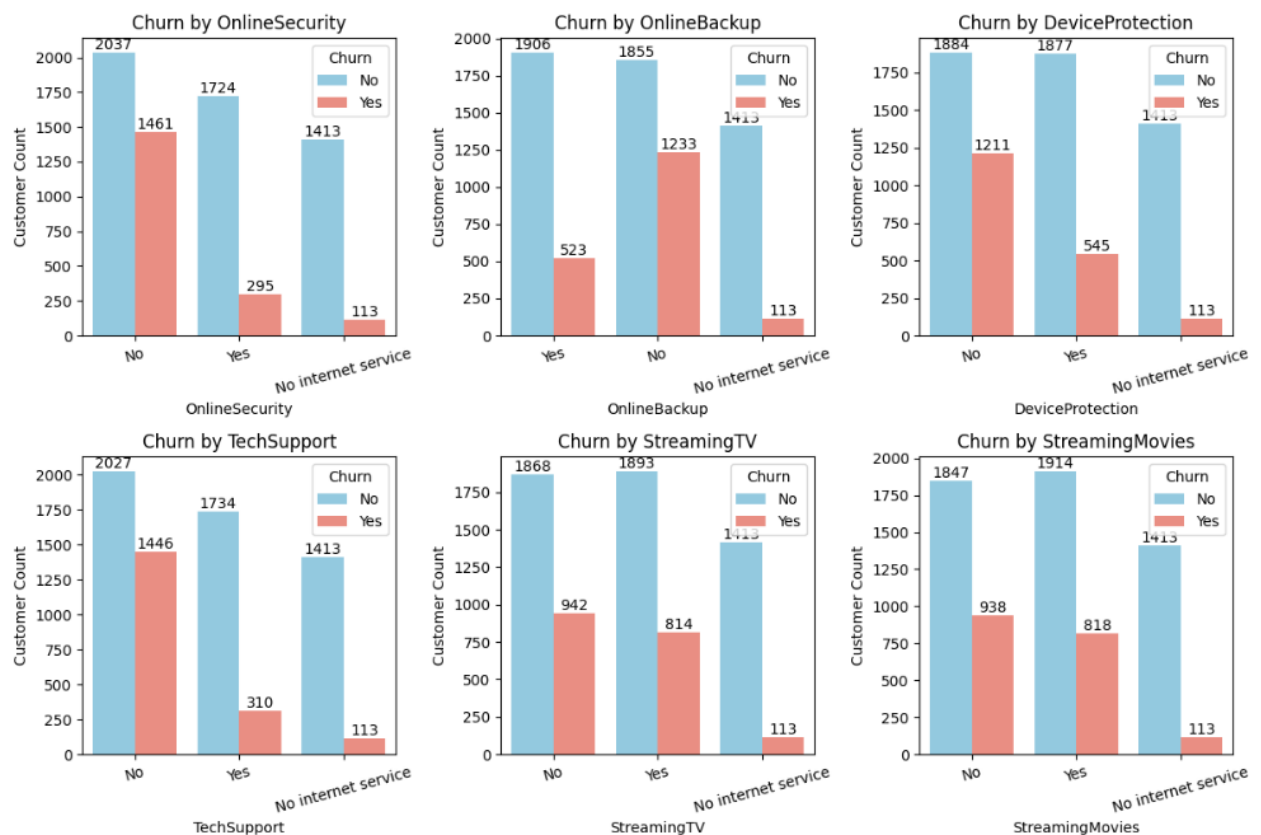 Churn by OnlineSecurity
2037
1461
1724
295
1413
113
Churn
No
Yes
2000
1750
1500
1250
1000
750
500
250
0
Customer Count
No
Yes
No internet service
OnlineSecurity
Churn by OnlineBackup
1906
523
1855
1233
1413
113
Churn
No
Yes
2000
1750
1500
1250
1000
750
500
250
0
Customer Count
Yes
No
No internet service
OnlineBackup
Churn by DeviceProtection
1884
1211
1877
545
1413
113
Churn
No
Yes
1750
1500
1250
1000
750
500
250
0
Customer Count
No
Yes
No internet service
DeviceProtection
Churn by TechSupport
2027
1446
1734
310
1413
113
Churn
No
Yes
2000
1750
1500
1250
1000
750
500
250
0
Customer Count
No
Yes
No internet service
TechSupport
Churn by StreamingTV
1868
942
1893
814
1413
113
Churn
No
Yes
1750
1500
1250
1000
750
500
250
0
Customer Count
No
Yes
No internet service
StreamingTV
Churn by StreamingMovies
1847
938
1914
818
1413
113
Churn
No
Yes
2000
1750
1500
1250
1000
750
500
250
0
Customer Count
No
Yes
No internet service
StreamingMovies